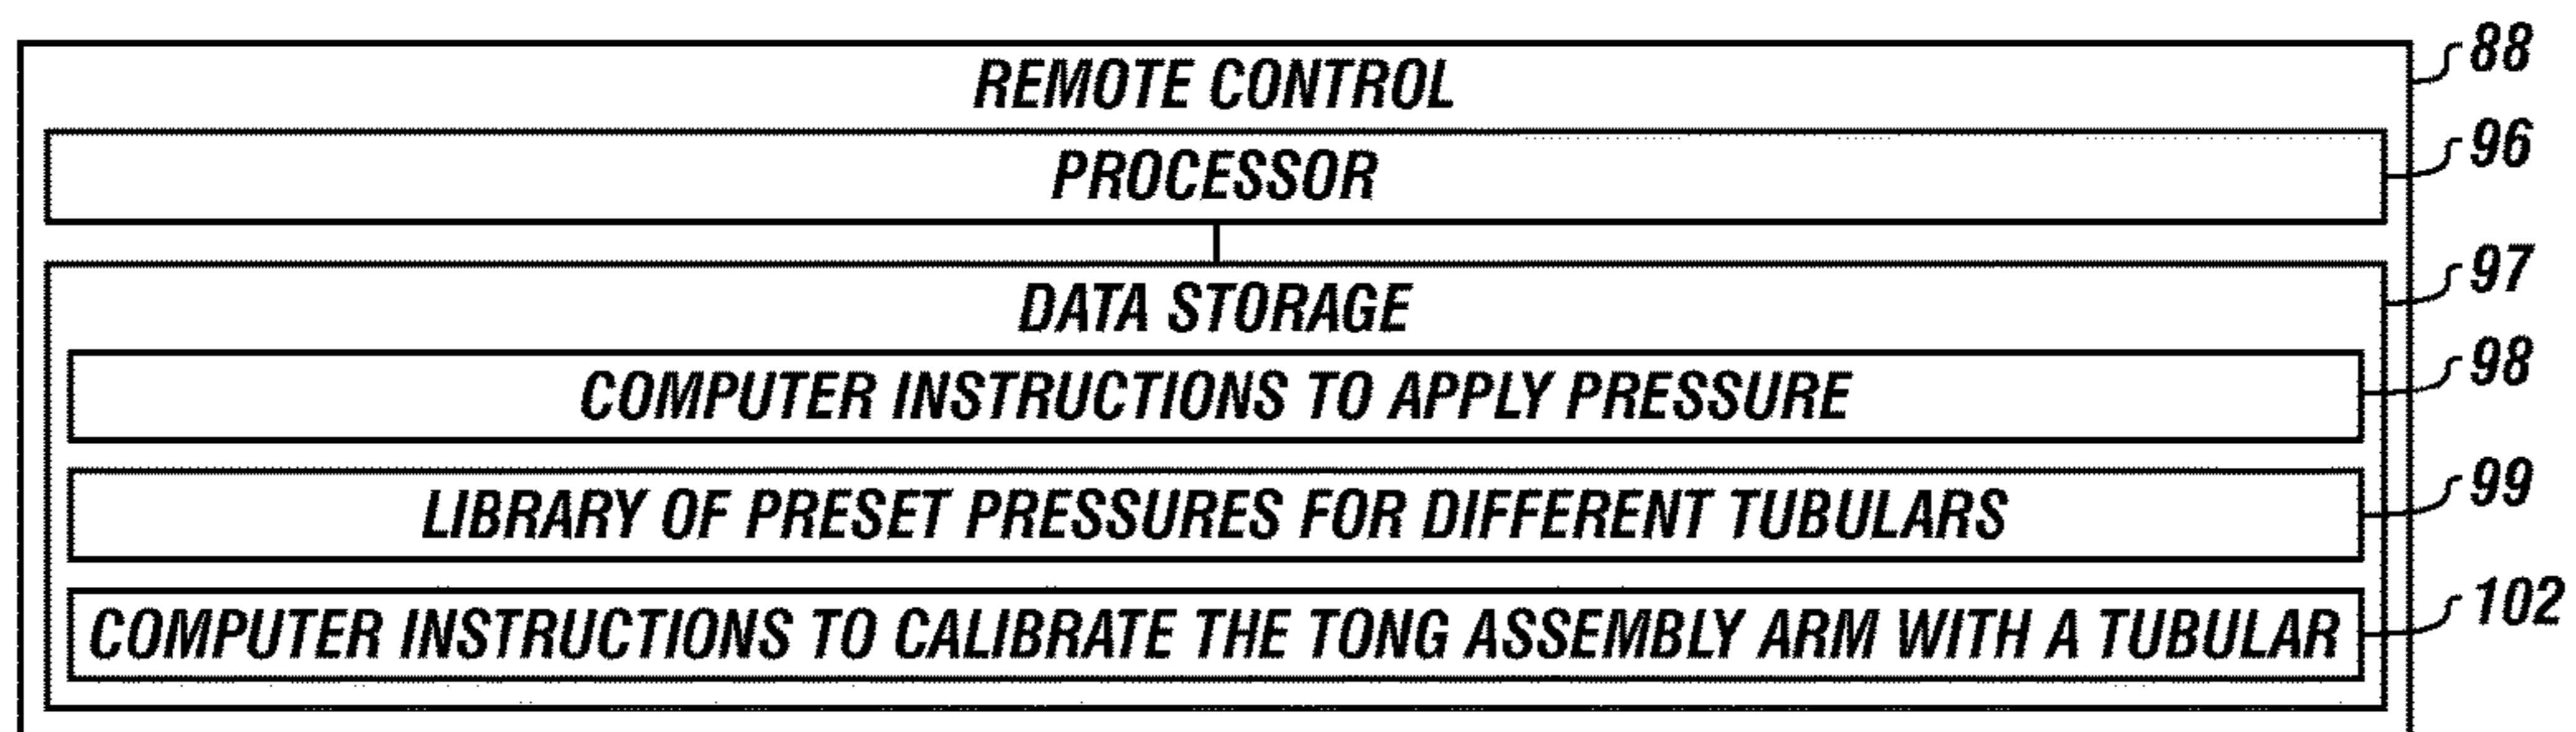 REMOTE CONTROL 88
PROCESSOR 96
DATA STORAGE 97
COMPUTER INSTRUCTIONS TO APPLY PRESSURE 98
LIBRARY OF PRESET PRESSURES FOR DIFFERENT TUBULARS 99
COMPUTER INSTRUCTIONS TO CALIBRATE THE TONG ASSEMBLY ARM WITH A TUBULAR 102